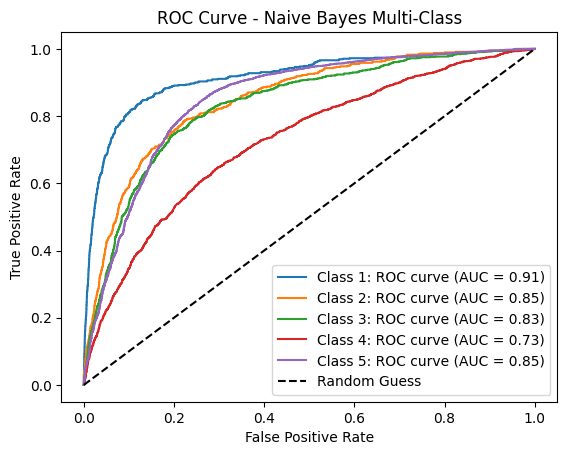 ROC Curve - Naive Bayes Multi-Class
True Positive Rate
1.0
0.8
0.6
0.4
0.2
0.0
Class 1: ROC curve (AUC = 0.91)
Class 2: ROC curve (AUC = 0.85)
Class 3: ROC curve (AUC = 0.83)
Class 4: ROC curve (AUC = 0.73)
Class 5: ROC curve (AUC = 0.85)
Random Guess
0.0 0.2 0.4 0.6 0.8 1.0
False Positive Rate